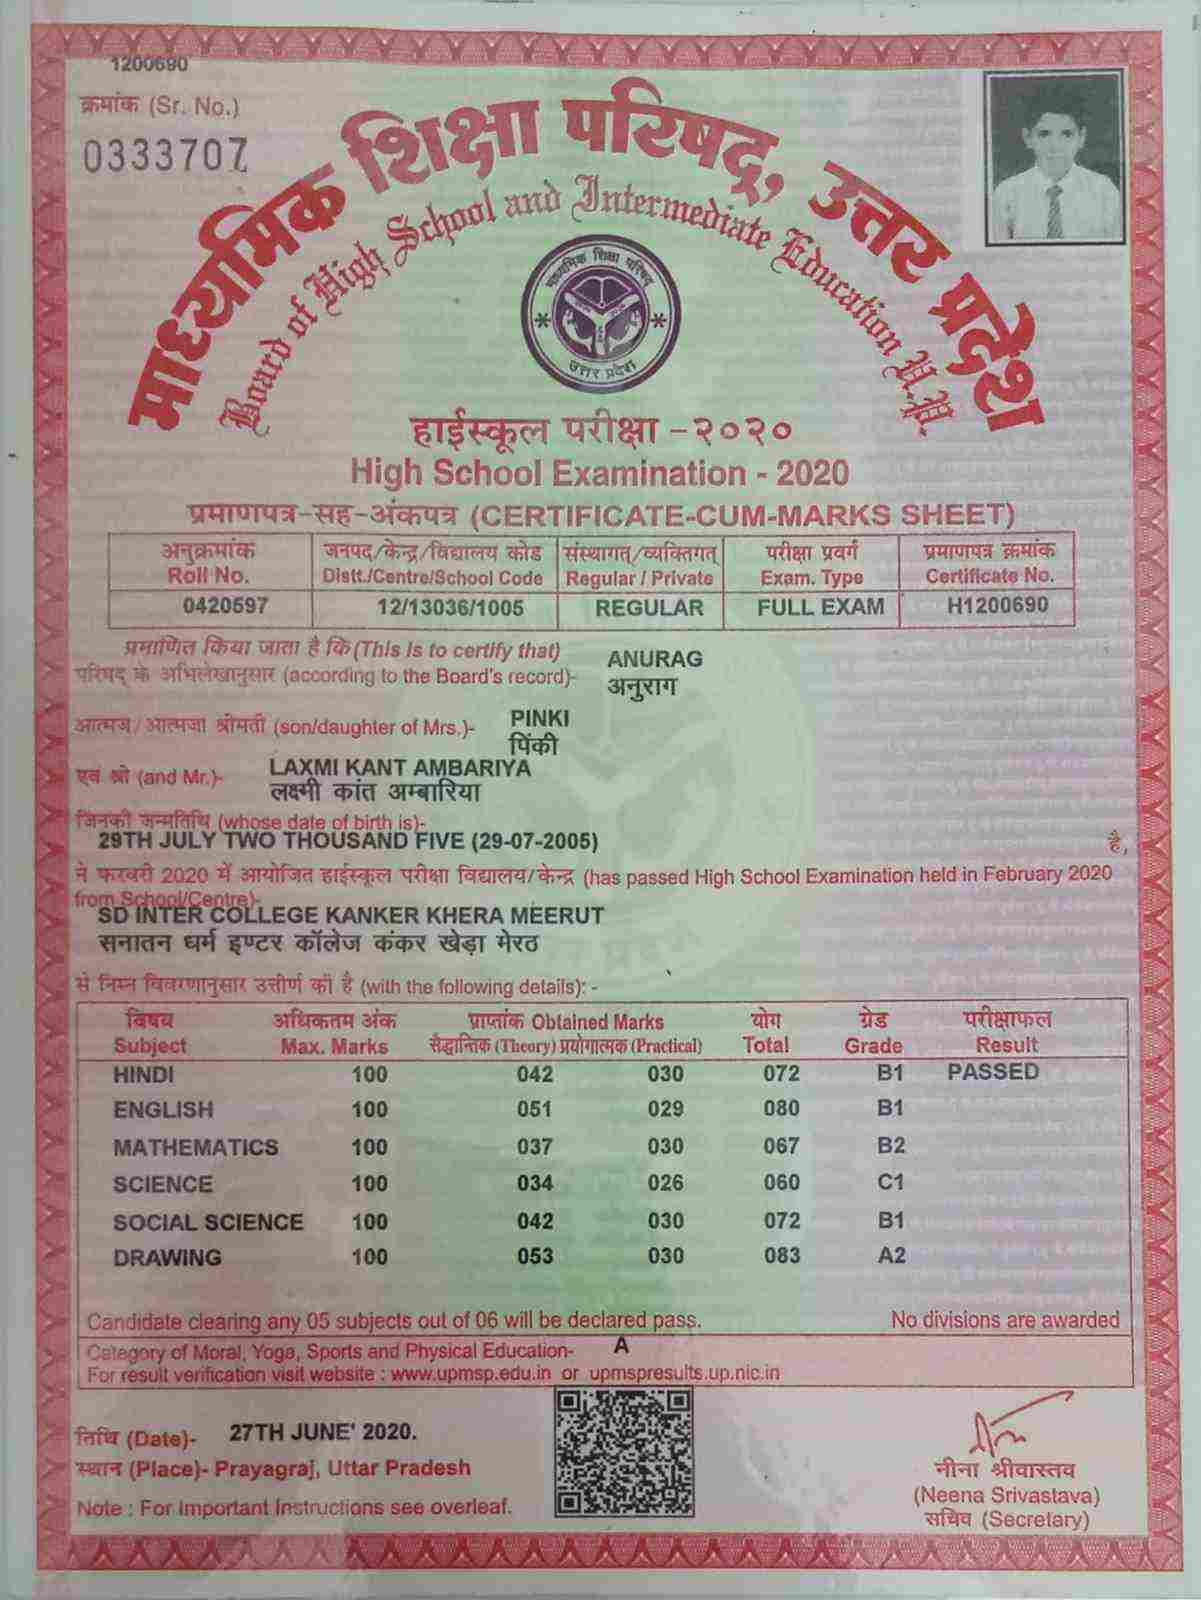 1200690
क्रमांक (Sr. No.)
0333707
माध्यमिक शिक्षा परिषद्, उत्तर प्रदेश
Board of High School and Intermediate Education U.P.
माध्यमिक शिक्षा परिषद्
उत्तर प्रदेश
हाईस्कूल परीक्षा -२०२०
High School Examination - 2020
प्रमाणपत्र-सह-अंकपत्र (CERTIFICATE-CUM-MARKS SHEET)
अनुक्रमांक जनपद/केन्द्र/विद्यालय कोड संस्थागत्/व्यक्तिगत् परीक्षा प्रवर्ग प्रमाणपत्र क्रमांक
Roll No. Distt./Centre/School Code Regular / Private Exam. Type Certificate No.
0420597 12/13036/1005 REGULAR FULL EXAM H1200690
प्रमाणित किया जाता है कि (This is to certify that)
परिषद् के अभिलेखानुसार (according to the Board's record)- ANURAG
अनुराग
आत्मज/आत्मजा श्रीमती (son/daughter of Mrs.)- PINKI
पिंकी
एवं श्री (and Mr.)- LAXMI KANT AMBARIYA
लक्ष्मी कांत अम्बारिया
जिनकी जन्मतिथि (whose date of birth is)-
29TH JULY TWO THOUSAND FIVE (29-07-2005) है,
ने फरवरी 2020 में आयोजित हाईस्कूल परीक्षा विद्यालय/केन्द्र (has passed High School Examination held in February 2020
from School/Centre)-
SD INTER COLLEGE KANKER KHERA MEERUT
सनातन धर्म इण्टर कॉलेज कंकर खेड़ा मेरठ
से निम्न विवरणानुसार उत्तीर्ण की है (with the following details): -
विषय अधिकतम अंक प्राप्तांक Obtained Marks योग ग्रेड परीक्षाफल
Subject Max. Marks सैद्धान्तिक (Theory) प्रयोगात्मक (Practical) Total Grade Result
HINDI 100 042 030 072 B1 PASSED
ENGLISH 100 051 029 080 B1
MATHEMATICS 100 037 030 067 B2
SCIENCE 100 034 026 060 C1
SOCIAL SCIENCE 100 042 030 072 B1
DRAWING 100 053 030 083 A2
Candidate clearing any 05 subjects out of 06 will be declared pass. No divisions are awarded
Category of Moral, Yoga, Sports and Physical Education- A
For result verification visit website : www.upmsp.edu.in or upmspresults.up.nic.in
तिथि (Date)- 27TH JUNE' 2020.
स्थान (Place)- Prayagraj, Uttar Pradesh
Note : For Important Instructions see overleaf.
नीना श्रीवास्तव
(Neena Srivastava)
सचिव (Secretary)